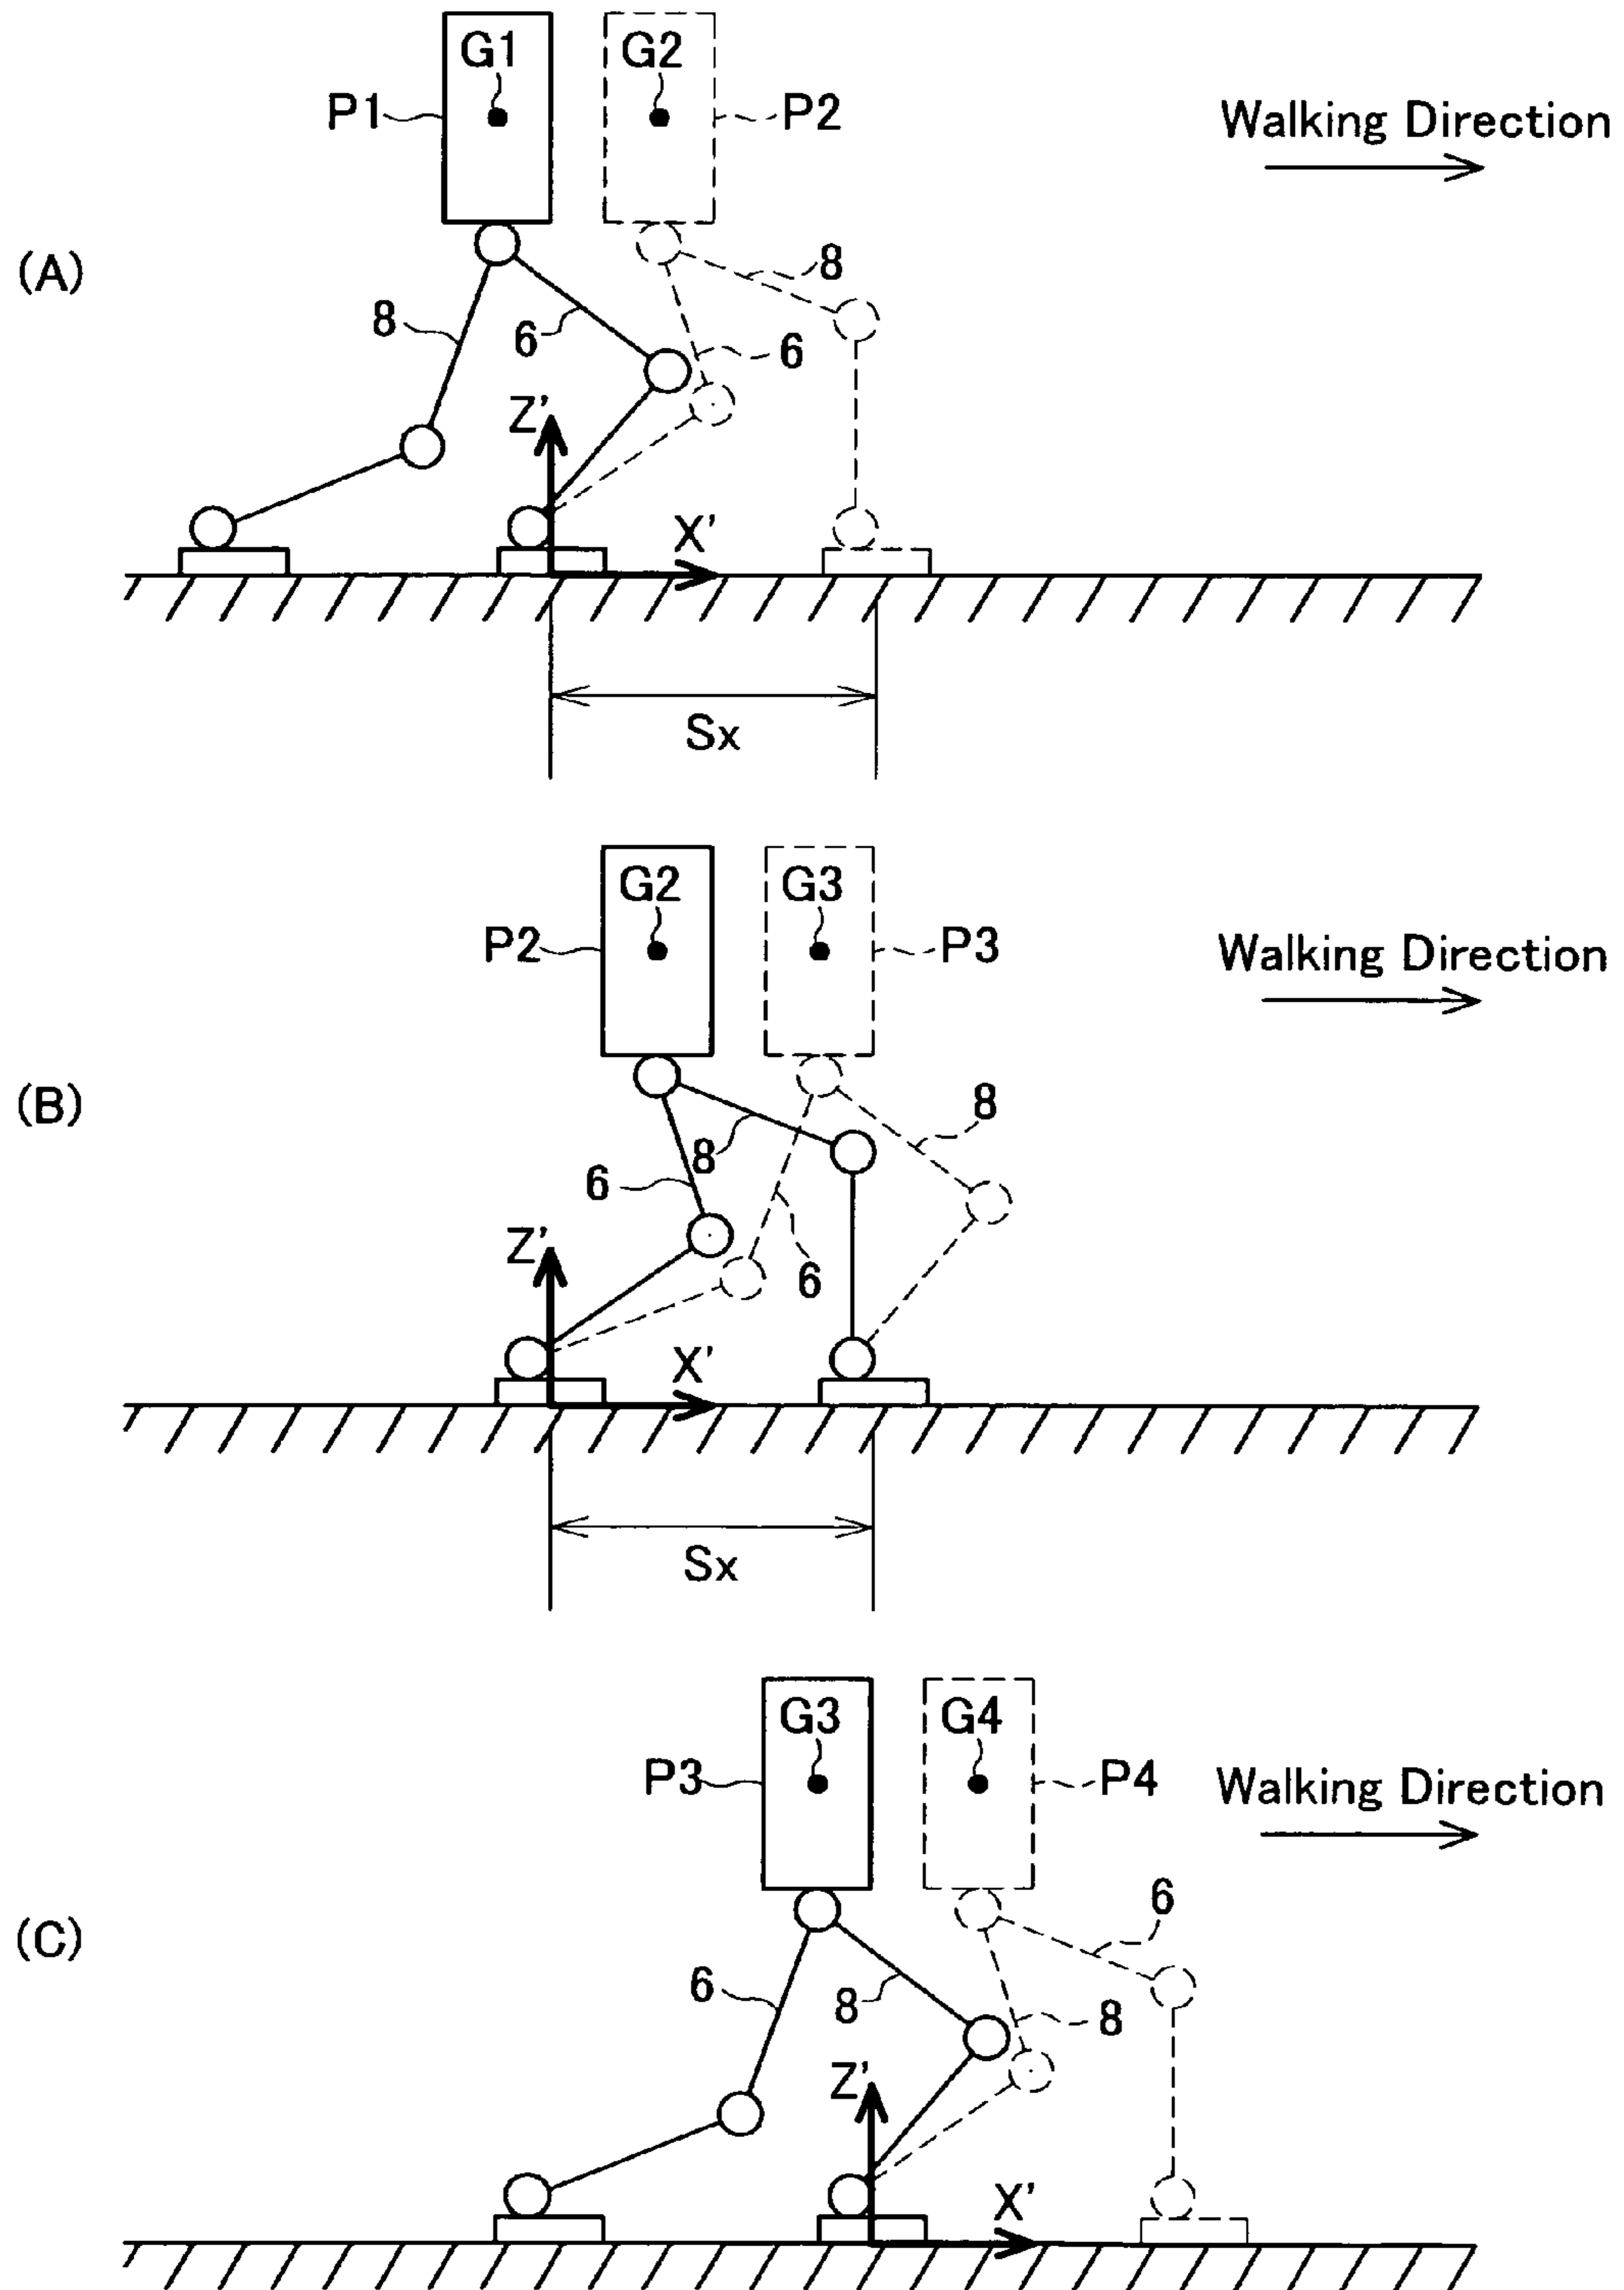 G1
G2
P1
P2
Walking Direction
(A)
8
8
6
6
Z'
X'
Sx
G2
G3
P2
P3
Walking Direction
(B)
8
8
6
6
Z'
X'
Sx
G3
G4
P3
P4
Walking Direction
6
(C)
6
8
8
Z'
X'